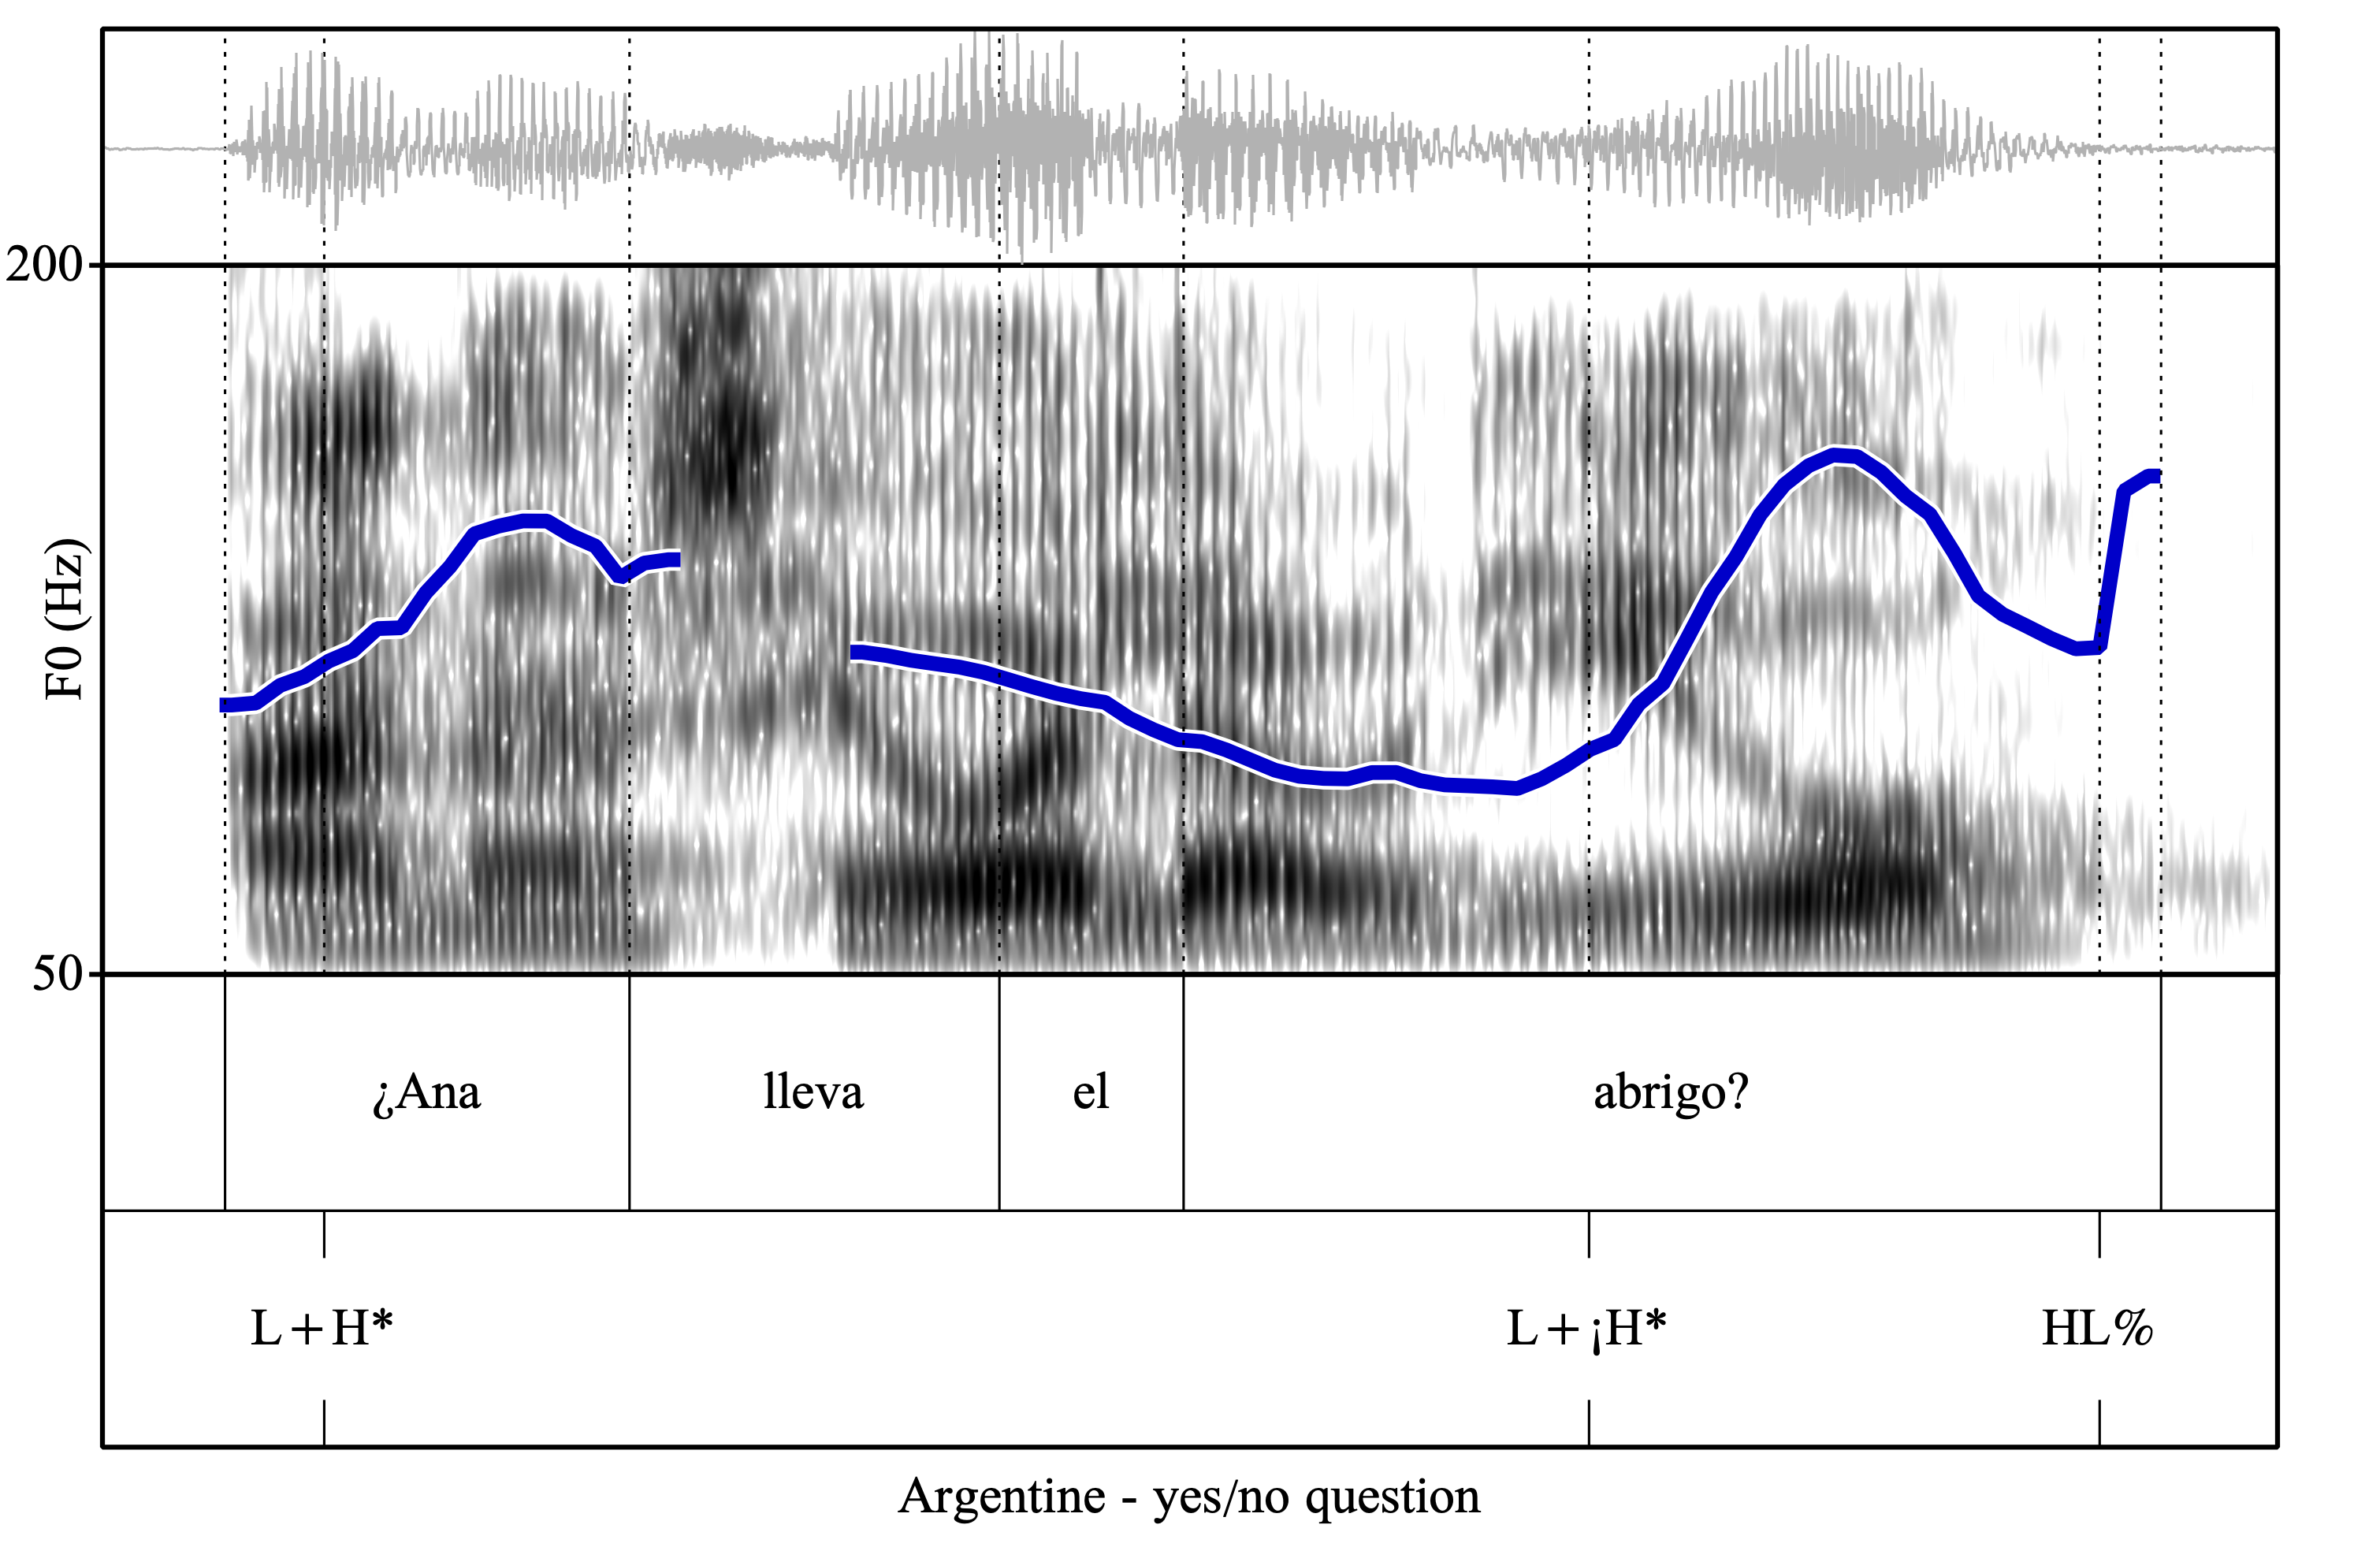 200
F0 (Hz)
50
¿Ana lleva el abrigo?
L+H* L+¡H* HL%
Argentine - yes/no question